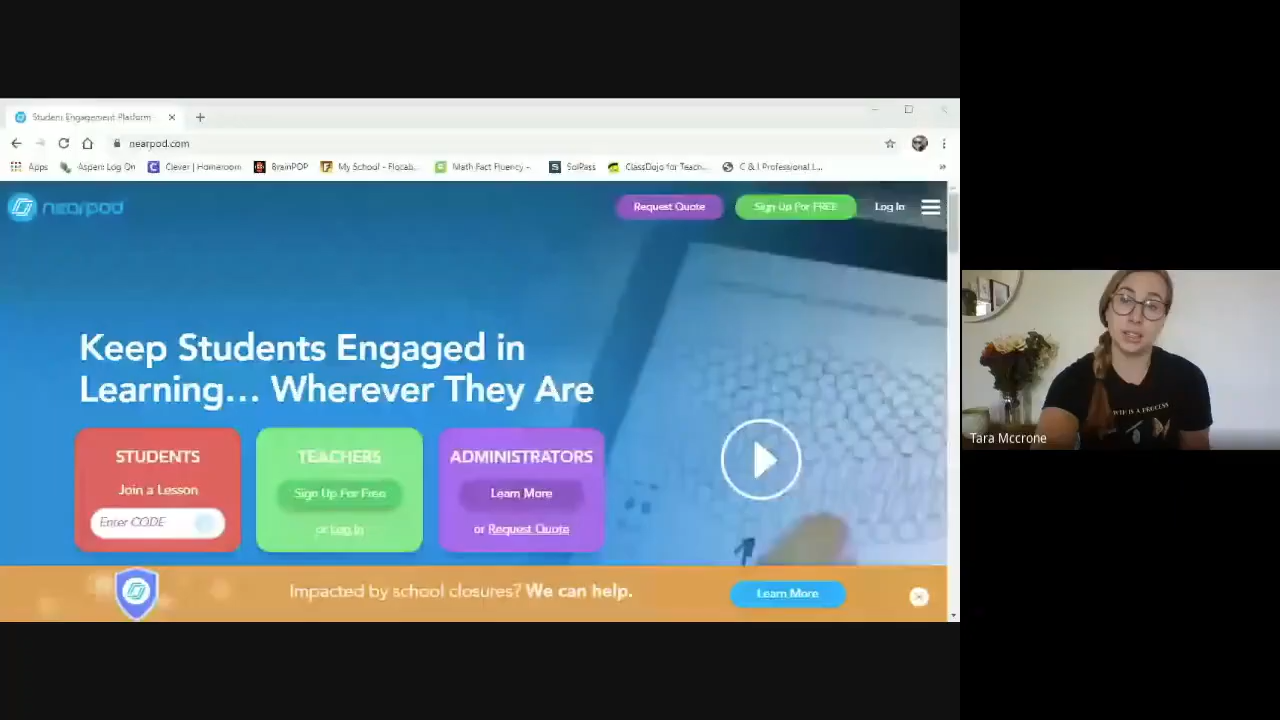 Student Engagement Platform
nearpod.com
Apps
Aspen: Log On
Clever | Homeroom
BrainPOP
My School - Flocab...
Math Fact Fluency -
SolPass
ClassDojo for Teach...
C & I Professional L...
»
nearpod
Request Quote
Sign Up For FREE
Log In
Keep Students Engaged in
Learning... Wherever They Are
STUDENTS
Join a Lesson
Enter CODE
TEACHERS
Sign Up For Free
or Log In
ADMINISTRATORS
Learn More
or Request Quote
Impacted by school closures? We can help.
Learn More
IS A PROCESS
Tara Mccrone